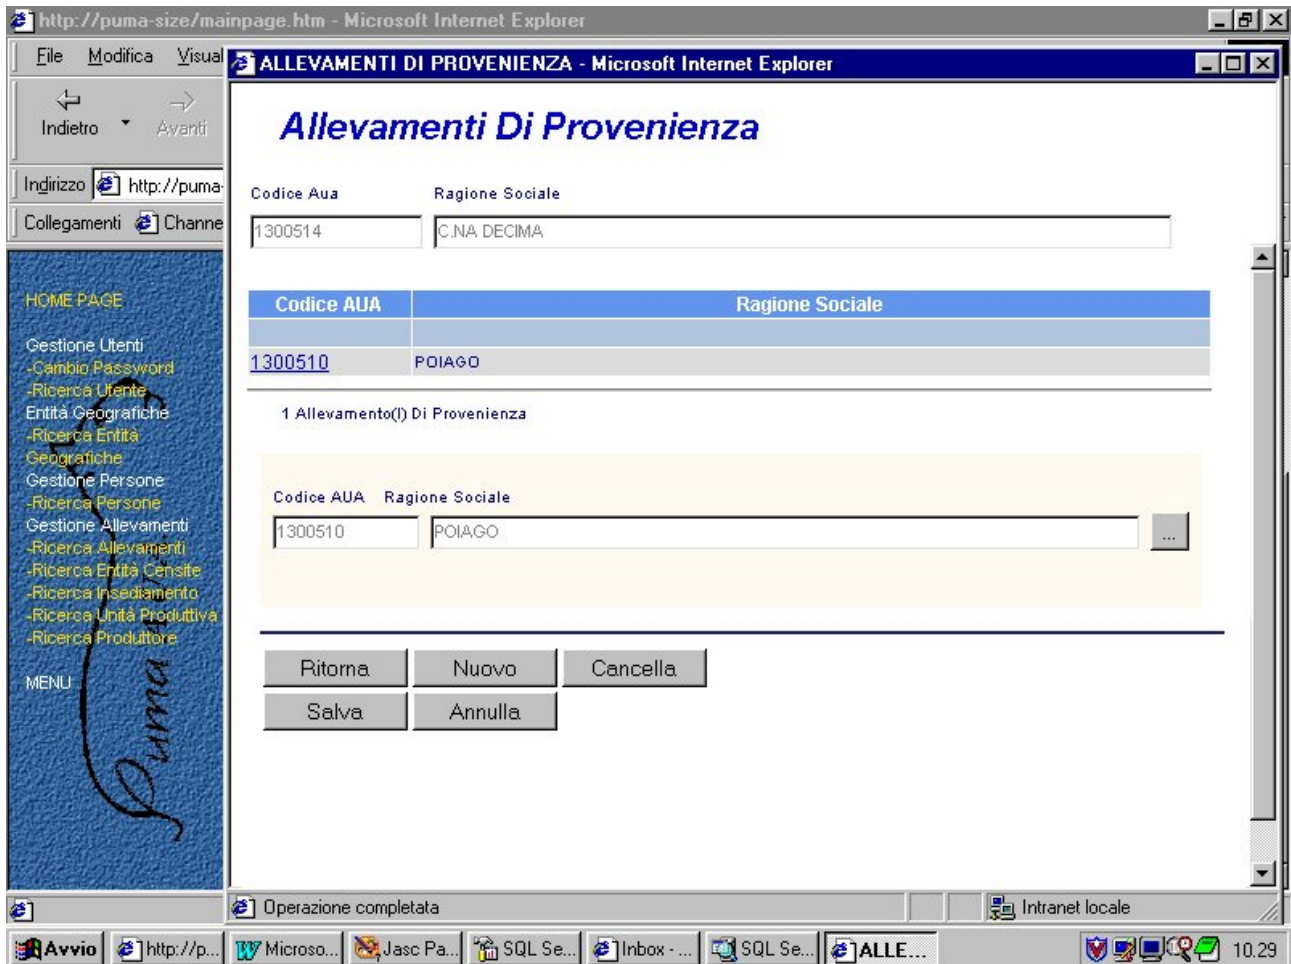 http://puma-size/mainpage.htm - Microsoft Internet Explorer
File Modifica Visual
ALLEVAMENTI DI PROVENIENZA - Microsoft Internet Explorer
Indietro Avanti
Indirizzo http://puma-
Collegamenti Channe
Allevamenti Di Provenienza
Codice Aua Ragione Sociale
1300514 C.NA DECIMA
Codice AUA Ragione Sociale
1300510 POIAGO
1 Allevamento(I) Di Provenienza
Codice AUA Ragione Sociale
1300510 POIAGO ...
Ritorna Nuovo Cancella
Salva Annulla
HOME PAGE
Gestione Utenti
-Cambio Password
-Ricerca Utente
Entità Geografiche
-Ricerca Entità
Geografiche
Gestione Persone
-Ricerca Persone
Gestione Allevamenti
-Ricerca Allevamenti
-Ricerca Entità Censite
-Ricerca Insediamento
-Ricerca Unità Produttiva
-Ricerca Produttore
MENU
Puma
Operazione completata Intranet locale
Avvio http://p... Microso... Jasc Pa... SQL Se... Inbox - ... SQL Se... ALLE... 10.29